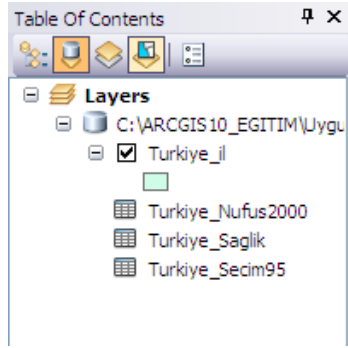 Table Of Contents
Layers
C:\ARCGIS10_EGITIM\Uygu
Turkiye_il
Turkiye_Nufus2000
Turkiye_Saglik
Turkiye_Secim95